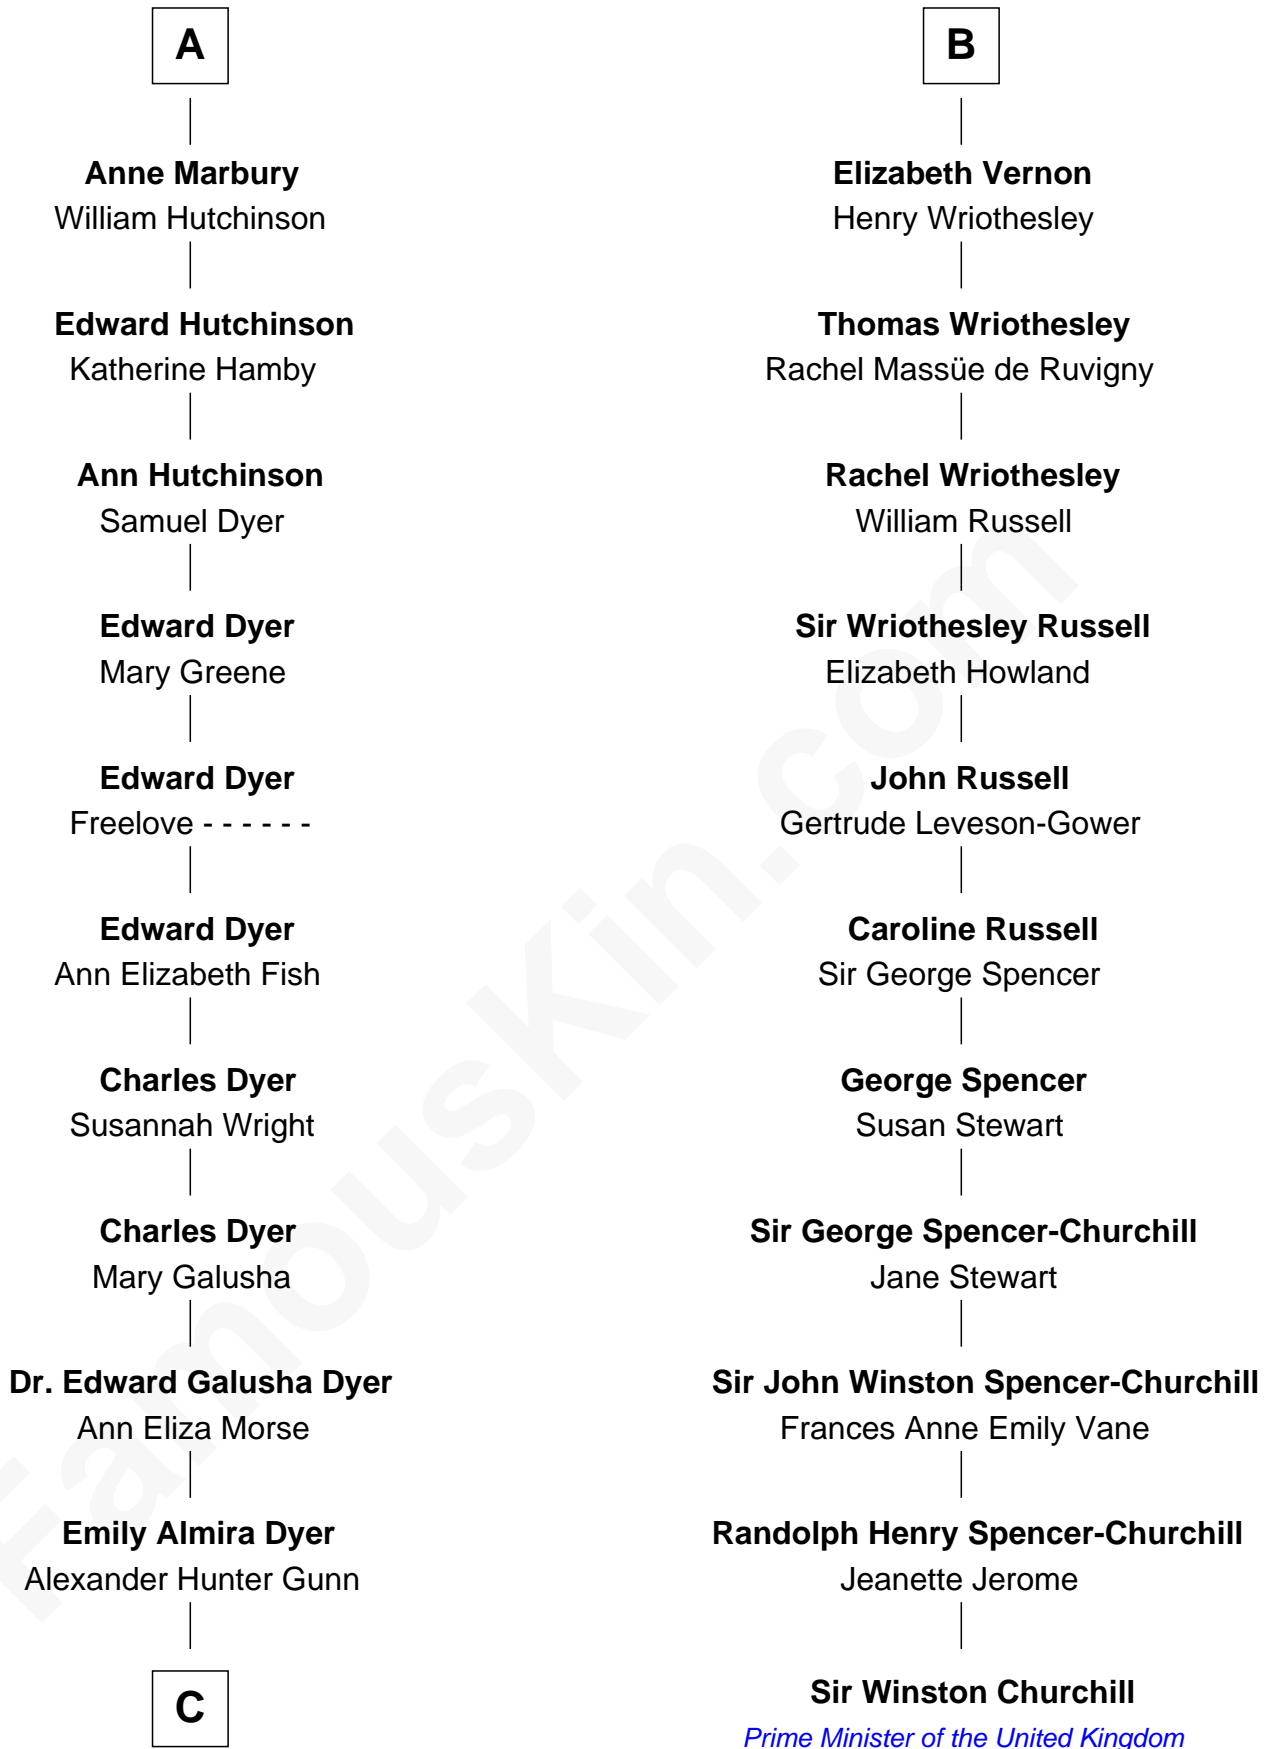 A
Anne Marbury
William Hutchinson
Edward Hutchinson
Katherine Hamby
Ann Hutchinson
Samuel Dyer
Edward Dyer
Mary Greene
Edward Dyer
Freelove - - - - - -
Edward Dyer
Ann Elizabeth Fish
Charles Dyer
Susannah Wright
Charles Dyer
Mary Galusha
Dr. Edward Galusha Dyer
Ann Eliza Morse
Emily Almira Dyer
Alexander Hunter Gunn
C
B
Elizabeth Vernon
Henry Wriothesley
Thomas Wriothesley
Rachel Massüe de Ruvigny
Rachel Wriothesley
William Russell
Sir Wriothesley Russell
Elizabeth Howland
John Russell
Gertrude Leveson-Gower
Caroline Russell
Sir George Spencer
George Spencer
Susan Stewart
Sir George Spencer-Churchill
Jane Stewart
Sir John Winston Spencer-Churchill
Frances Anne Emily Vane
Randolph Henry Spencer-Churchill
Jeanette Jerome
Sir Winston Churchill
Prime Minister of the United Kingdom
FamousKin.com